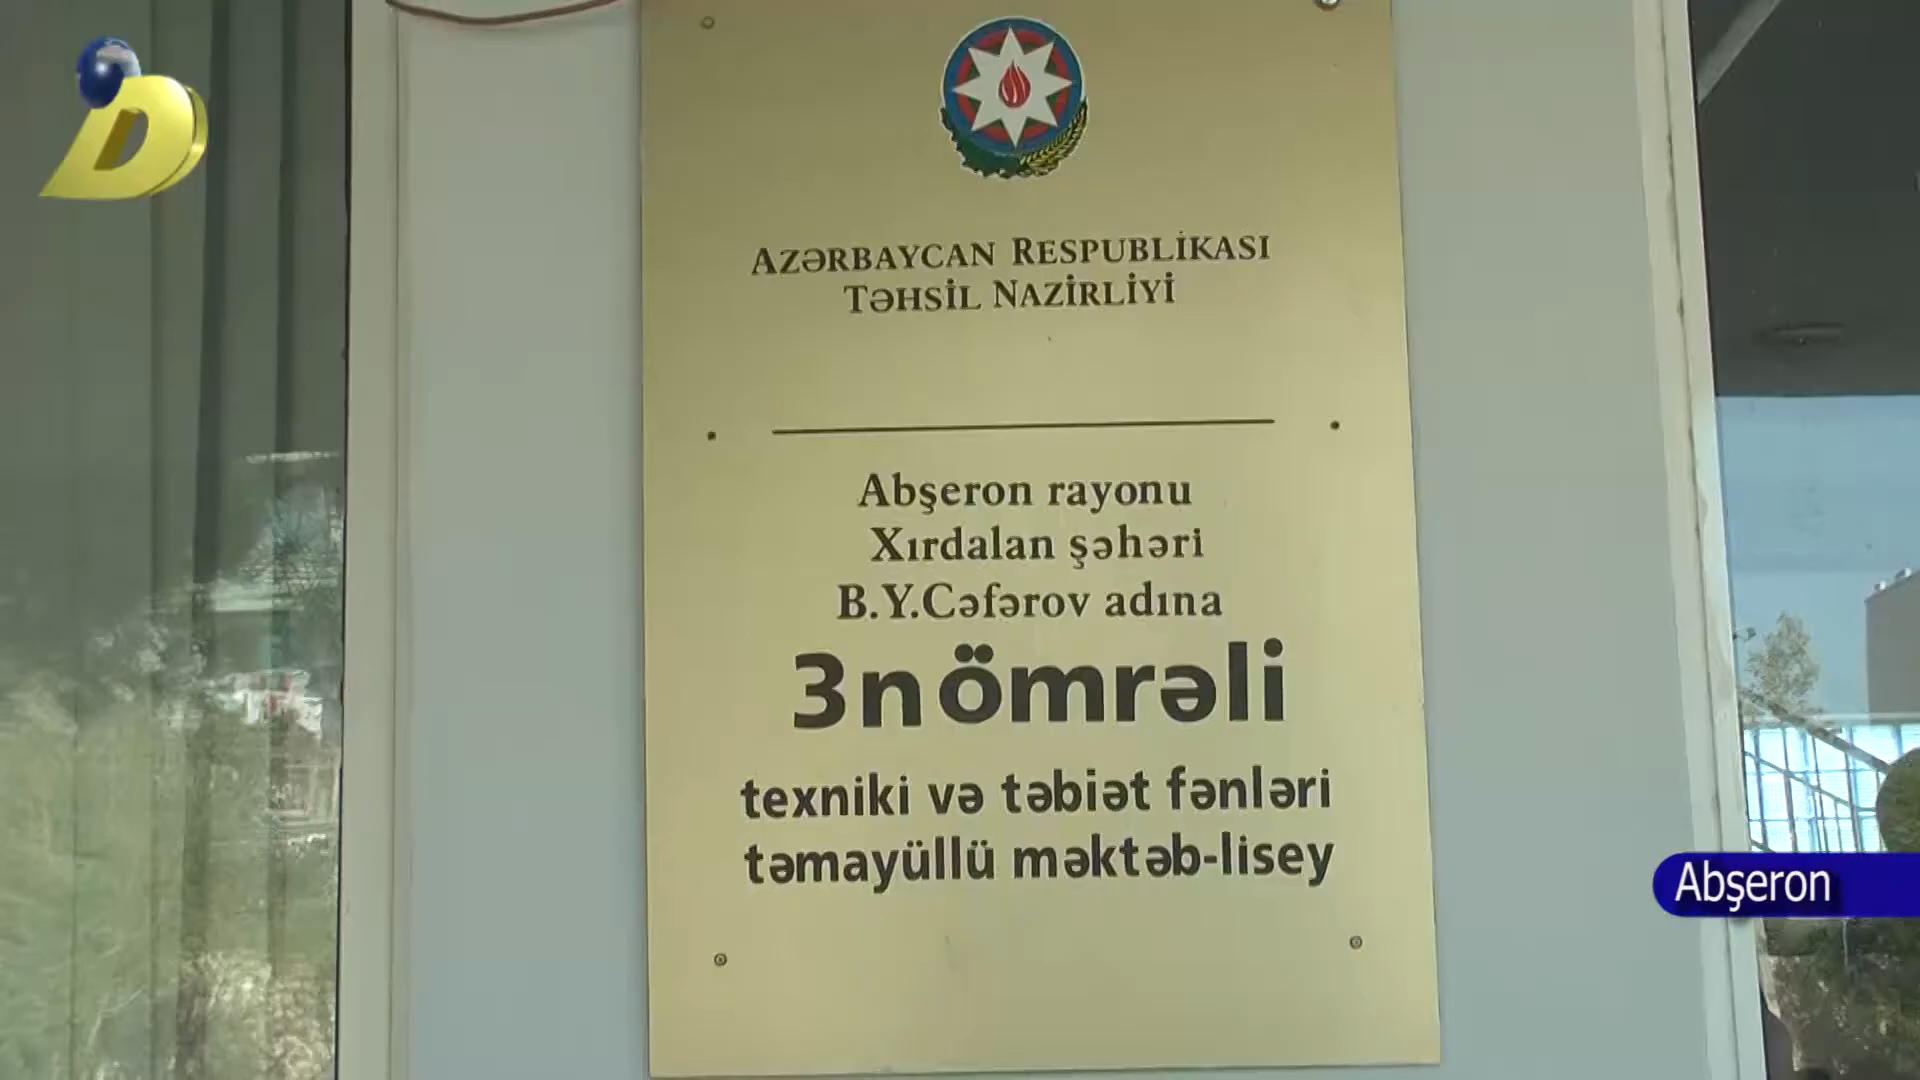 D
AZƏRBAYCAN RESPUBLİKASI
TƏHSİL NAZİRLİYİ
Abşeron rayonu
Xırdalan şəhəri
B.Y.Cəfərov adına
3nömrəli
texniki və təbiət fənləri
təmayüllü məktəb-lisey
Abşeron